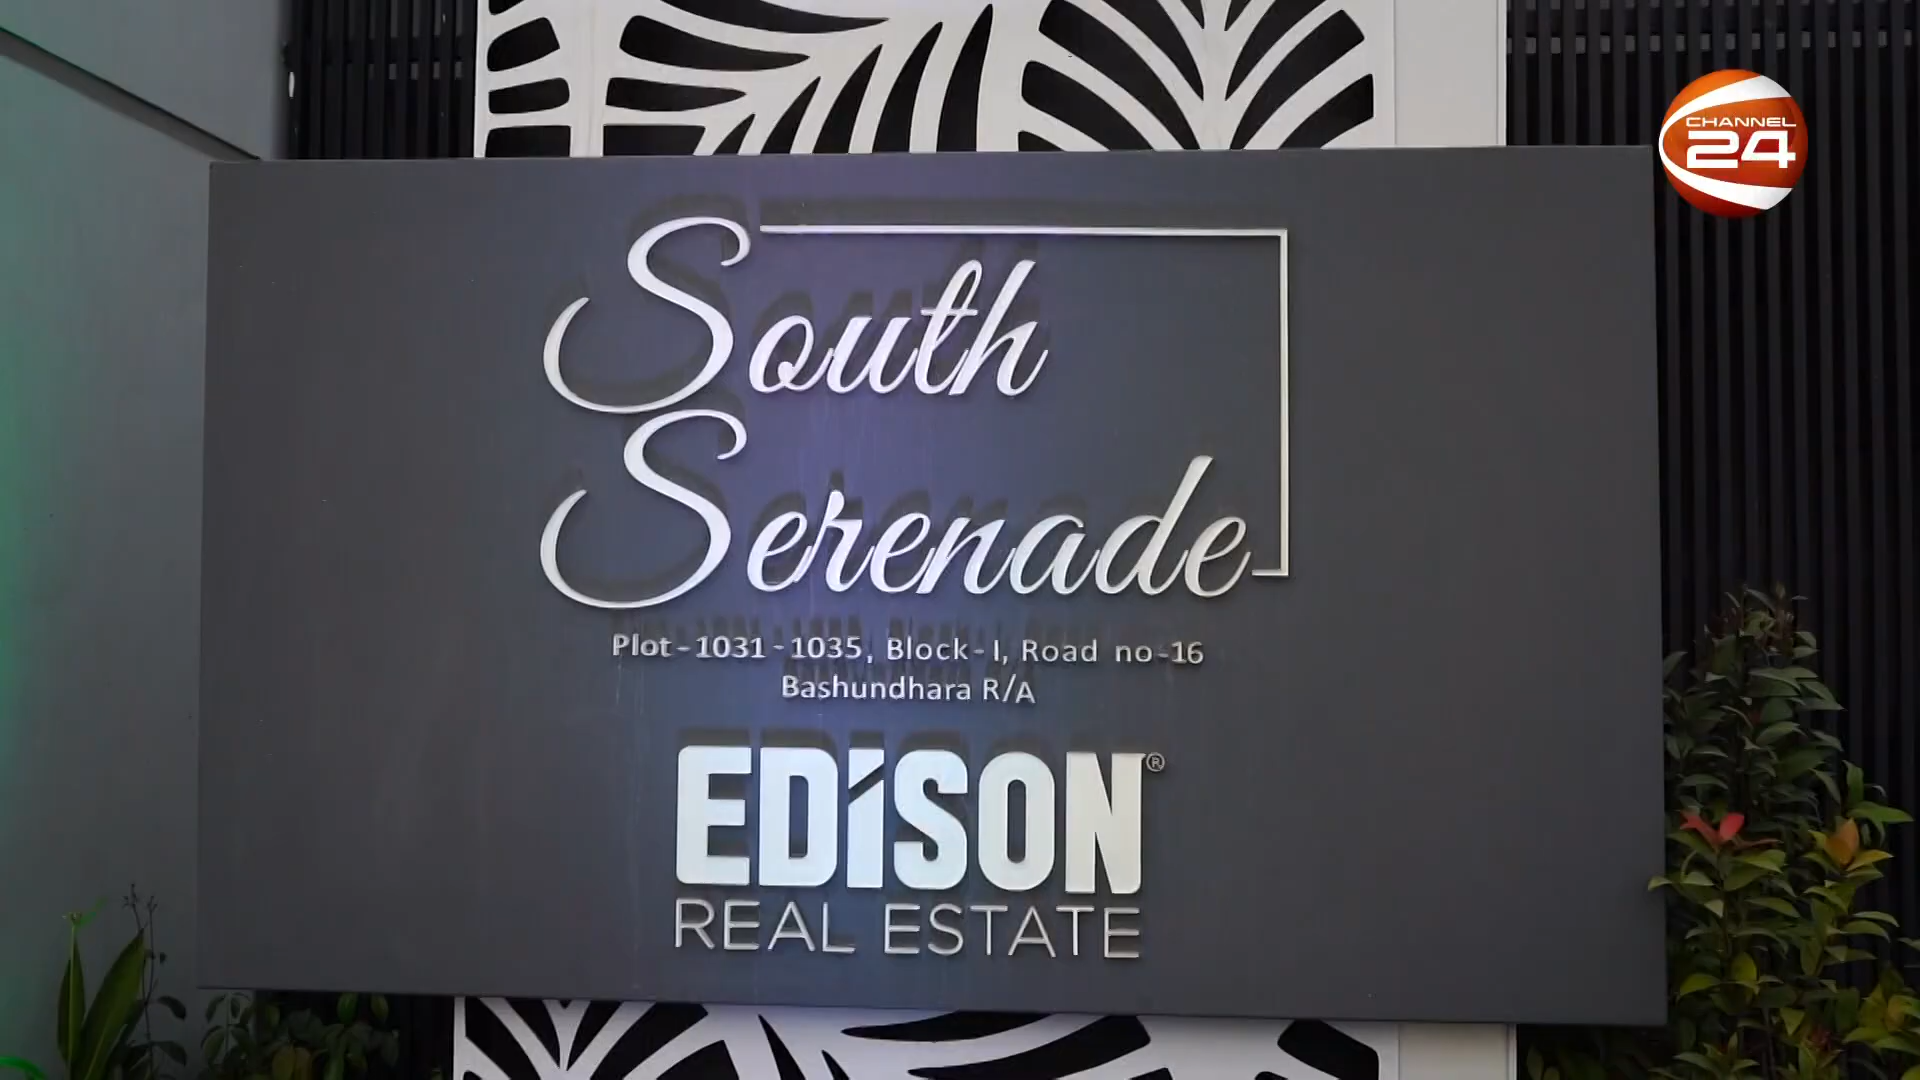 CHANNEL
24
South
Serenade
Plot-1031-1035, Block-I, Road no-16
Bashundhara R/A
EDISON®
REAL ESTATE